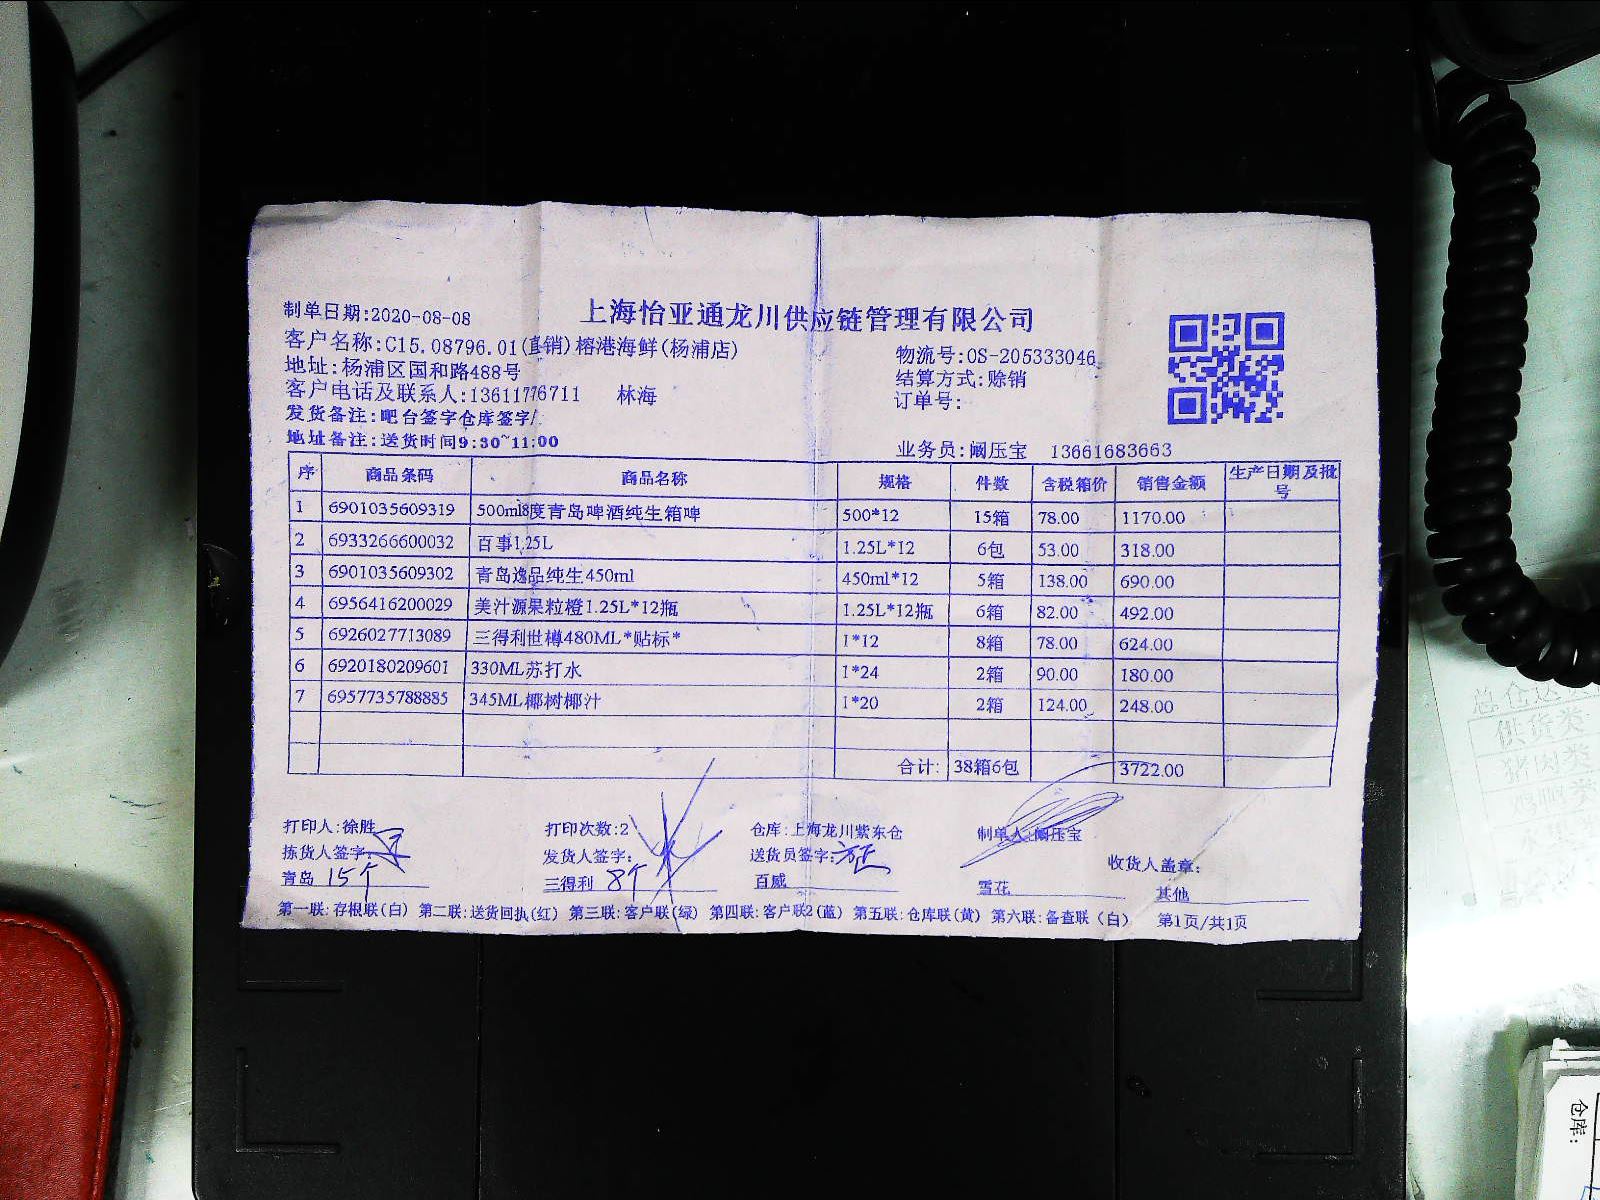 上海怡亚通龙川供应链管理有限公司
制单日期:2020-08-08
客户名称:C15.08796.01(直销)榕港海鲜(杨浦店)
物流号:OS-205333046
地址:杨浦区国和路488号
结算方式:赊销
客户电话及联系人:13611776711 林海
订单号:
发货备注:吧台签字仓库签字/
地址备注:送货时间9:30~11:00
业务员:阚压宝 13661683663
序 商品条码 商品名称 规格 件数 含税箱价 销售金额 生产日期及批号
1 6901035609319 500ml8度青岛啤酒纯生箱啤 500*12 15箱 78.00 1170.00
2 6933266600032 百事1.25L 1.25L*12 6包 53.00 318.00
3 6901035609302 青岛逸品纯生450ml 450ml*12 5箱 138.00 690.00
4 6956416200029 美汁源果粒橙1.25L*12瓶 1.25L*12瓶 6箱 82.00 492.00
5 6926027713089 三得利世樽480ML*贴标* 1*12 8箱 78.00 624.00
6 6920180209601 330ML苏打水 1*24 2箱 90.00 180.00
7 6957735788885 345ML椰树椰汁 1*20 2箱 124.00 248.00
合计: 38箱6包 3722.00
打印人:徐胜 打印次数:2 仓库:上海龙川紫东仓 制单人:阚压宝
拣货人签字: 发货人签字: 送货员签字: 收货人盖章:
青岛 15个 三得利 8个 百威 雪花 其他
第一联:存根联(白) 第二联:送货回执(红) 第三联:客户联(绿) 第四联:客户联2(蓝) 第五联:仓库联(黄) 第六联:备查联(白) 第1页/共1页
供货类
仓库: